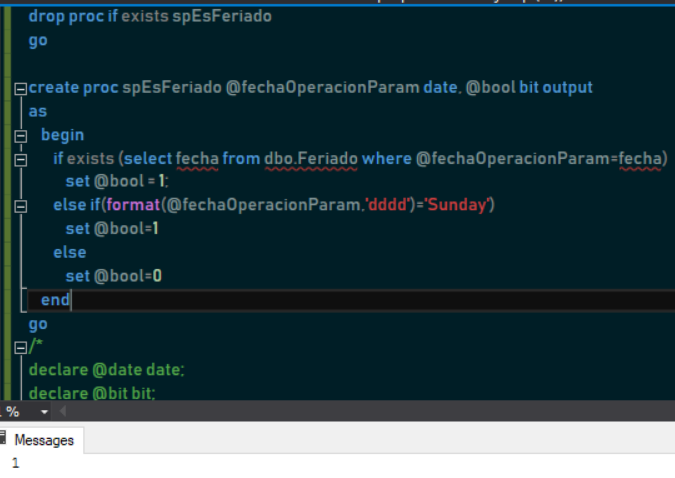 drop proc if exists spEsFeriado
go
create proc spEsFeriado @fechaOperacionParam date, @bool bit output
as
begin
if exists (select fecha from dbo.Feriado where @fechaOperacionParam=fecha)
set @bool = 1;
else if(format(@fechaOperacionParam,'dddd')='Sunday')
set @bool=1
else
set @bool=0
end
go
/*
declare @date date;
declare @bit bit;
%
Messages
1